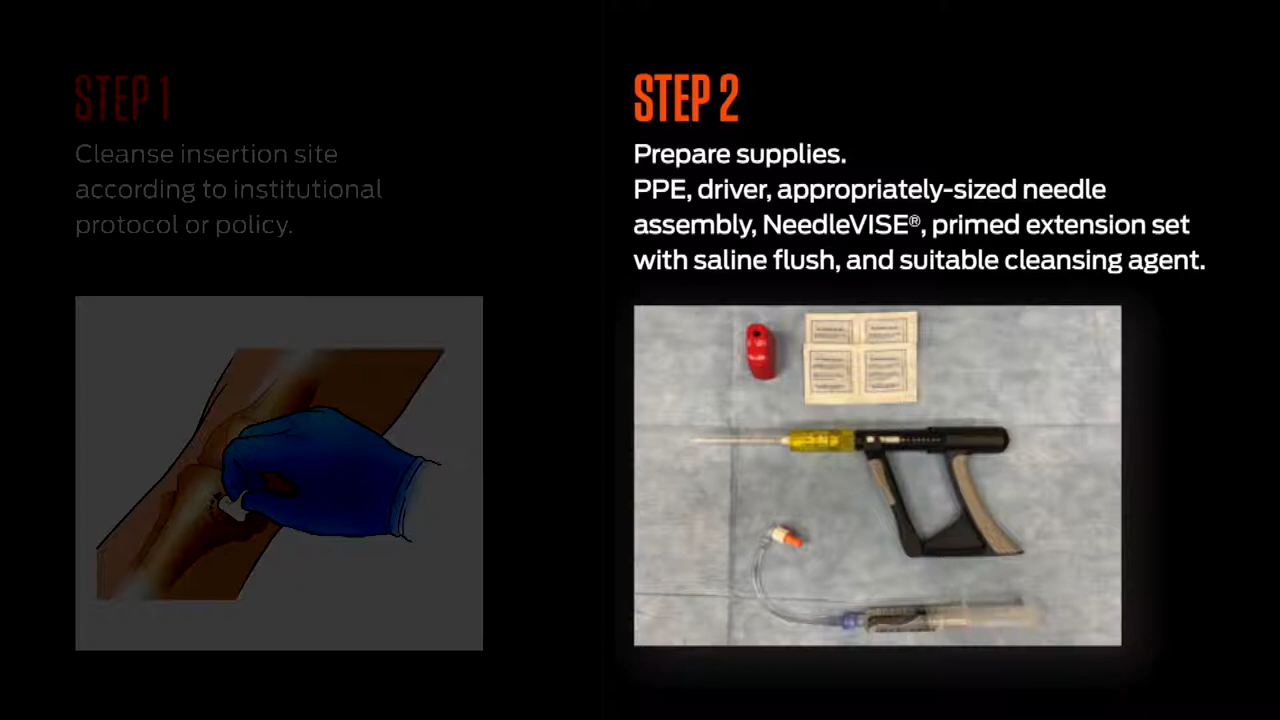 STEP 1
Cleanse insertion site
according to institutional
protocol or policy.
STEP 2
Prepare supplies.
PPE, driver, appropriately-sized needle
assembly, NeedleVISE®, primed extension set
with saline flush, and suitable cleansing agent.